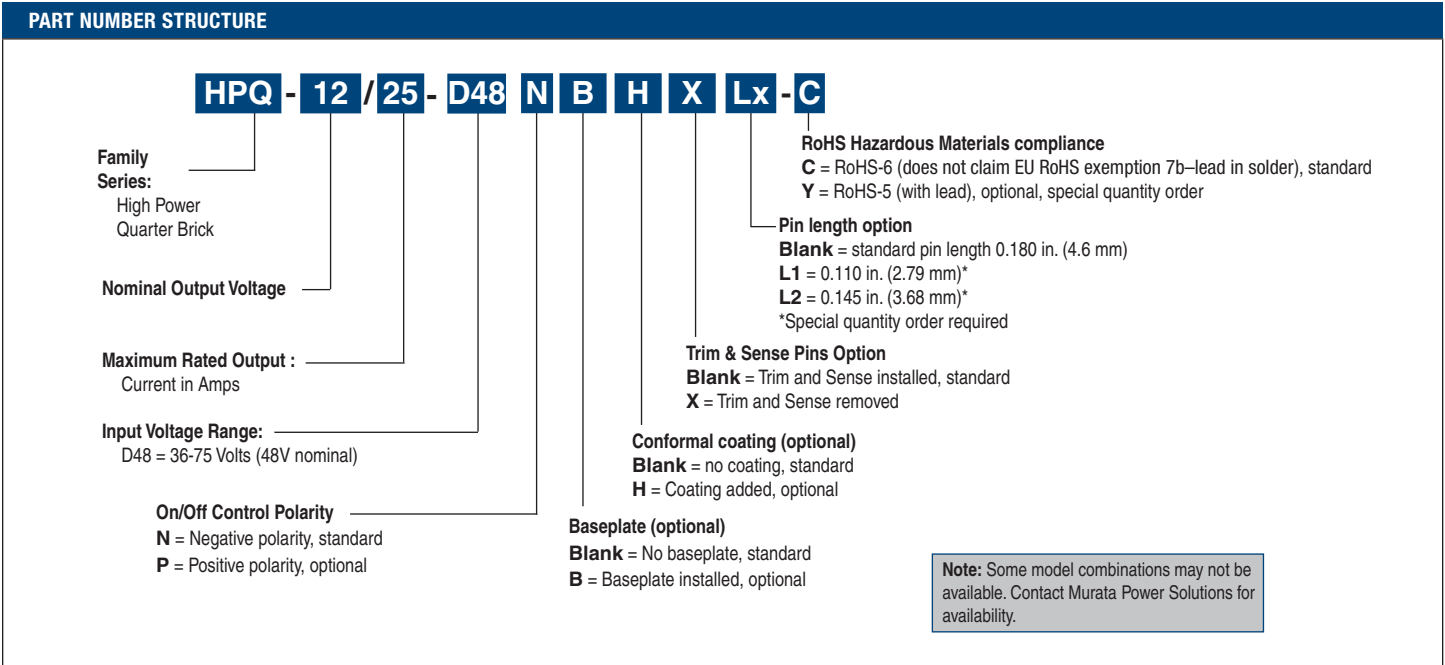 PART NUMBER STRUCTURE
HPQ - 12 / 25 - D48 N B H X Lx - C
Family
Series:
High Power
Quarter Brick
Nominal Output Voltage
Maximum Rated Output :
Current in Amps
Input Voltage Range:
D48 = 36-75 Volts (48V nominal)
On/Off Control Polarity
N = Negative polarity, standard
P = Positive polarity, optional
Baseplate (optional)
Blank = No baseplate, standard
B = Baseplate installed, optional
Conformal coating (optional)
Blank = no coating, standard
H = Coating added, optional
Trim & Sense Pins Option
Blank = Trim and Sense installed, standard
X = Trim and Sense removed
Pin length option
Blank = standard pin length 0.180 in. (4.6 mm)
L1 = 0.110 in. (2.79 mm)*
L2 = 0.145 in. (3.68 mm)*
*Special quantity order required
RoHS Hazardous Materials compliance
C = RoHS-6 (does not claim EU RoHS exemption 7b–lead in solder), standard
Y = RoHS-5 (with lead), optional, special quantity order
Note: Some model combinations may not be
available. Contact Murata Power Solutions for
availability.